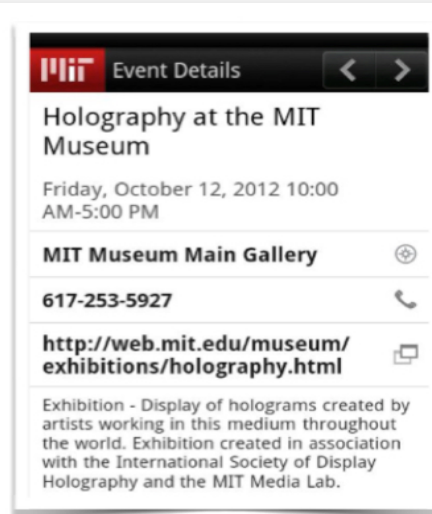 MiT Event Details
Holography at the MIT
Museum
Friday, October 12, 2012 10:00
AM-5:00 PM
MIT Museum Main Gallery
617-253-5927
http://web.mit.edu/museum/
exhibitions/holography.html
Exhibition - Display of holograms created by
artists working in this medium throughout
the world. Exhibition created in association
with the International Society of Display
Holography and the MIT Media Lab.